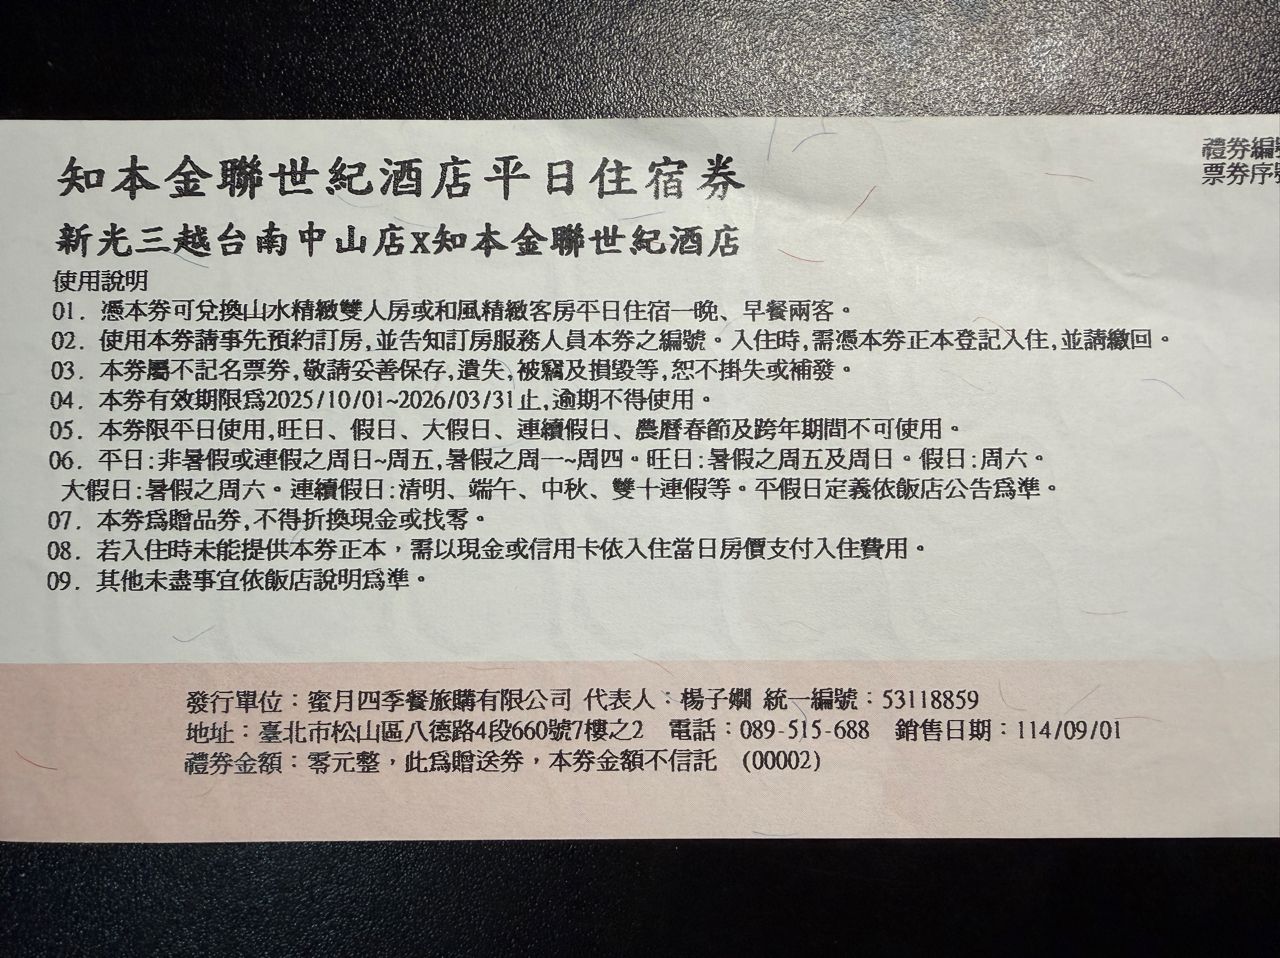 知本金聯世紀酒店平日住宿券
新光三越台南中山店X知本金聯世紀酒店
禮券編號
票券序號
使用說明
01. 憑本券可兌換山水精緻雙人房或和風精緻客房平日住宿一晚、早餐兩客。
02. 使用本券請事先預約訂房,並告知訂房服務人員本券之編號。入住時,需憑本券正本登記入住,並請繳回。
03. 本券屬不記名票券,敬請妥善保存,遺失,被竊及損毀等,恕不掛失或補發。
04. 本券有效期限為2025/10/01~2026/03/31止,逾期不得使用。
05. 本券限平日使用,旺日、假日、大假日、連續假日、農曆春節及跨年期間不可使用。
06. 平日:非暑假或連假之周日~周五,暑假之周一~周四。旺日:暑假之周五及周日。假日:周六。
大假日:暑假之周六。連續假日:清明、端午、中秋、雙十連假等。平假日定義依飯店公告為準。
07. 本券為贈品券,不得折換現金或找零。
08. 若入住時未能提供本券正本，需以現金或信用卡依入住當日房價支付入住費用。
09. 其他未盡事宜依飯店說明為準。
發行單位：蜜月四季餐旅購有限公司 代表人：楊子嫻 統一編號：53118859
地址：臺北市松山區八德路4段660號7樓之2 電話：089-515-688 銷售日期：114/09/01
禮券金額：零元整，此為贈送券，本券金額不信託 (00002)